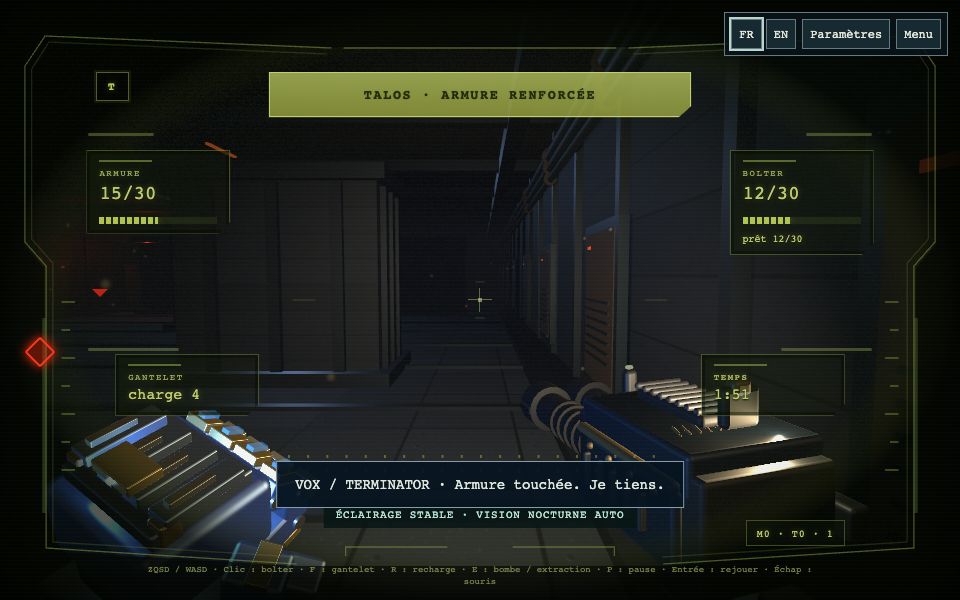 FR EN Paramètres Menu
T
TALOS · ARMURE RENFORCÉE
ARMURE
15/30
BOLTER
12/30
prêt 12/30
GANTELET
charge 4
TEMPS
1:51
VOX / TERMINATOR · Armure touchée. Je tiens.
ÉCLAIRAGE STABLE · VISION NOCTURNE AUTO
M0 · T0 · 1
ZQSD / WASD · Clic : bolter · F : gantelet · R : recharge · E : bombe / extraction · P : pause · Entrée : rejouer · Échap :
souris